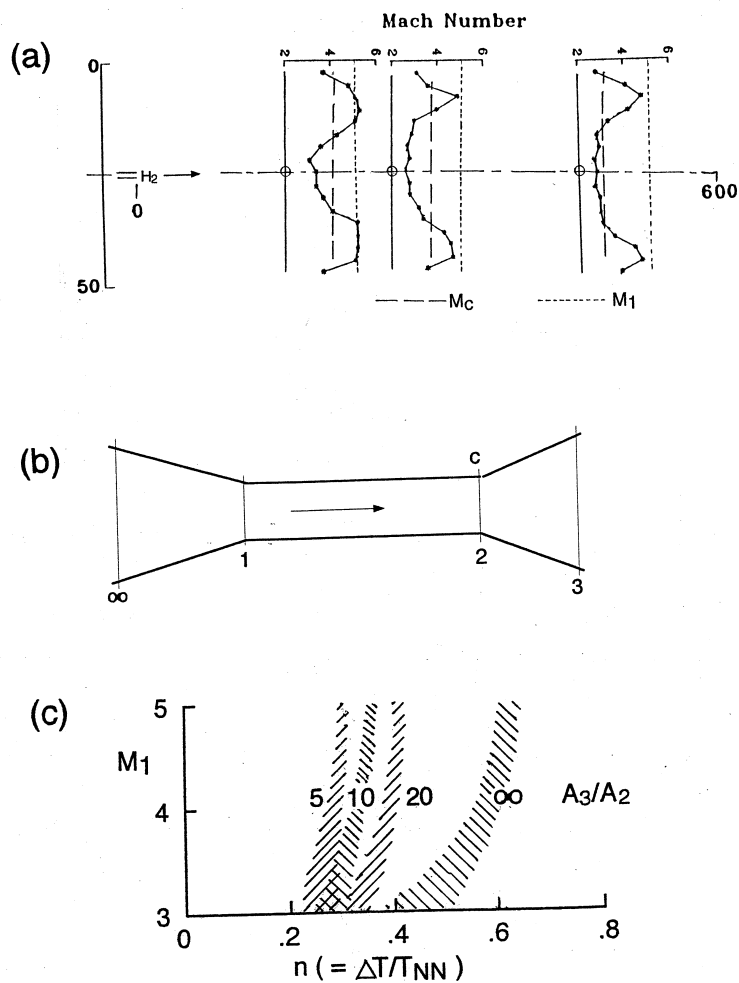 Mach Number
(a)
2 4 6 2 4 6 2 4 6
0
H2
0
600
50
Mc M1
(b)
c
1 2
∞ 3
(c)
5
M1
5 10 20 ∞ A3/A2
4
3
0 .2 .4 .6 .8
n ( = ΔT/TNN )